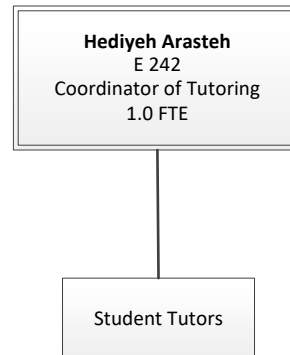 Hediyeh Arasteh
E 242
Coordinator of Tutoring
1.0 FTE
Student Tutors